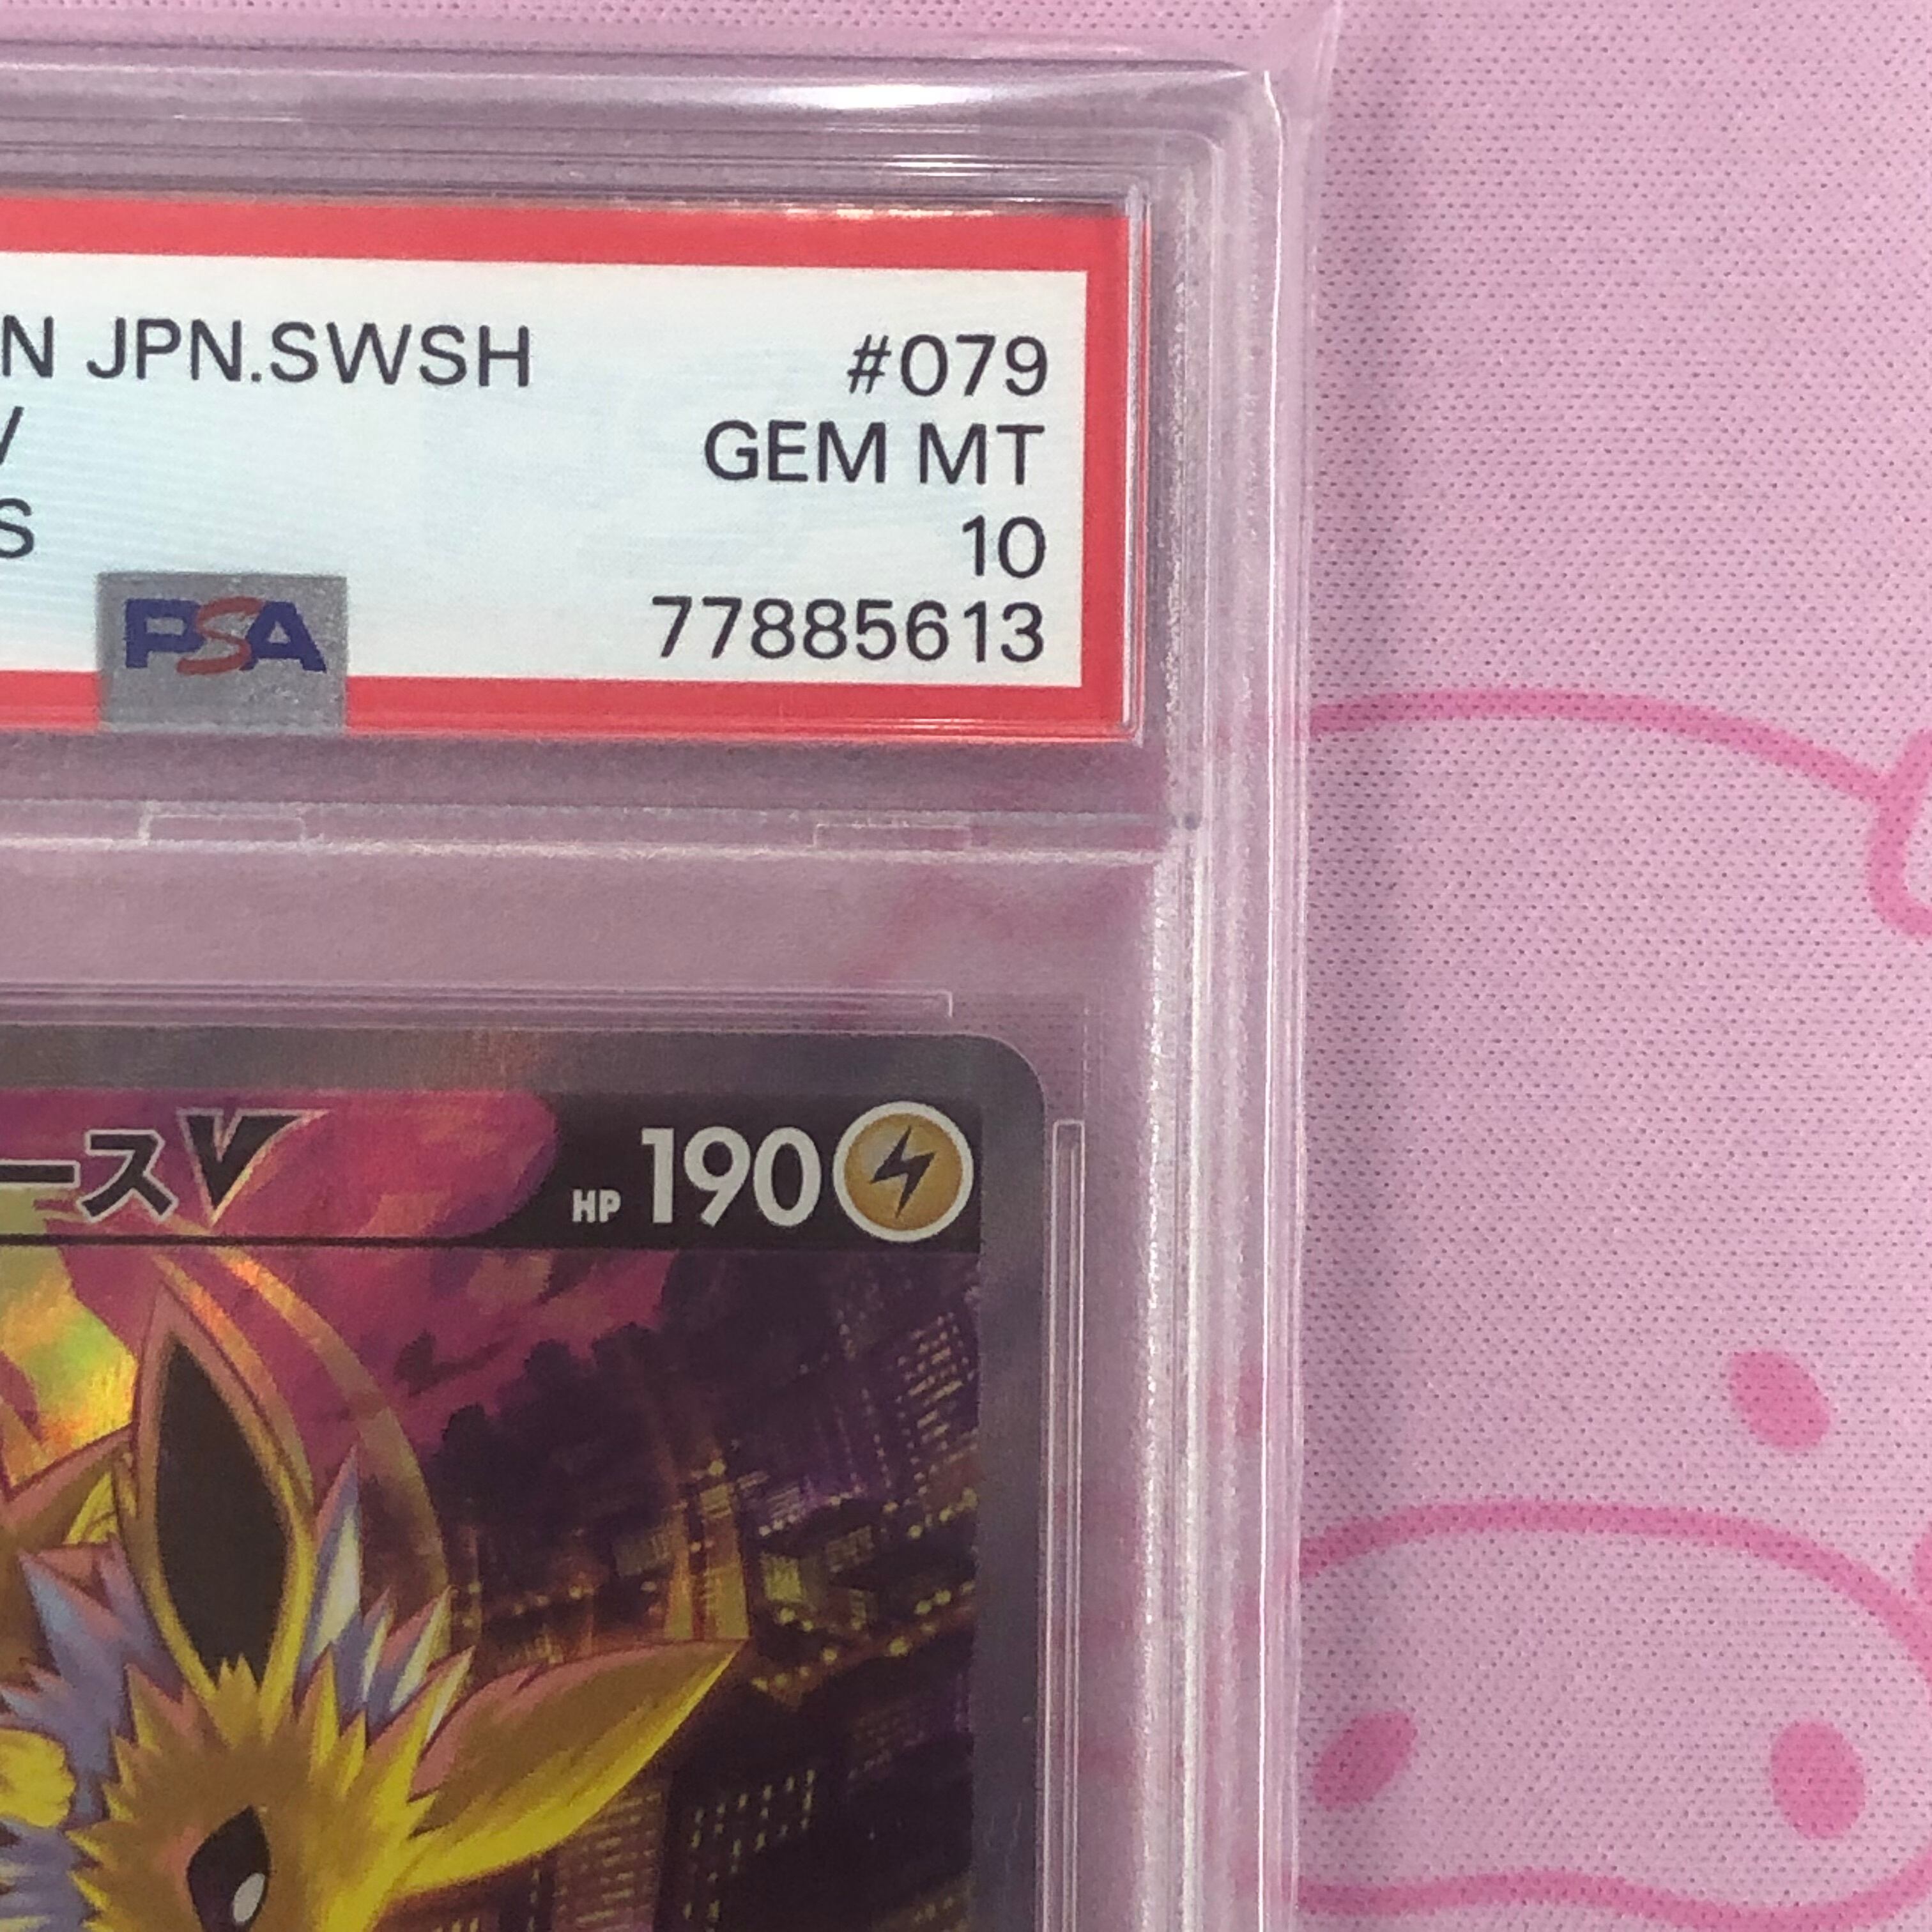 N JPN.SWSH #079
V GEM MT
S 10
PSA 77885613
ースV HP 190